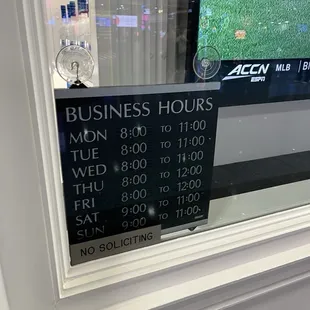 BUSINESS HOURS
MON 8:00 TO 11:00
TUE 8:00 TO 11:00
WED 8:00 TO 11:00
THU 8:00 TO 12:00
FRI 8:00 TO 12:00
SAT 9:00 TO 11:00
SUN 9:00 TO 11:00
NO SOLICITING
ACCN MLB
ESPN